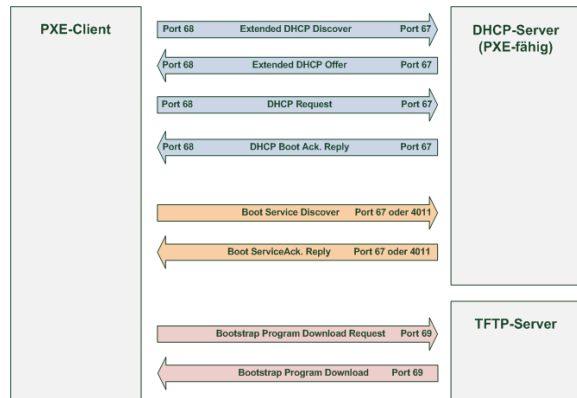 PXE-Client
DHCP-Server
(PXE-fähig)
Port 68 Extended DHCP Discover Port 67
Port 68 Extended DHCP Offer Port 67
Port 68 DHCP Request Port 67
Port 68 DHCP Boot Ack. Reply Port 67
Boot Service Discover Port 67 oder 4011
Boot ServiceAck. Reply Port 67 oder 4011
TFTP-Server
Bootstrap Program Download Request Port 69
Bootstrap Program Download Port 69